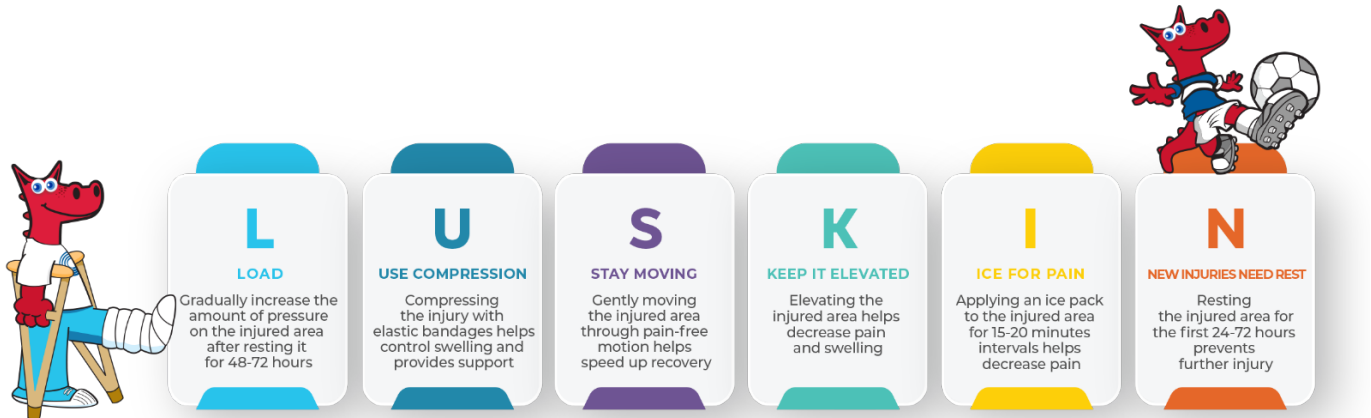 L
LOAD
Gradually increase the
amount of pressure
on the injured area
after resting it
for 48-72 hours
U
USE COMPRESSION
Compressing
the injury with
elastic bandages helps
control swelling and
provides support
S
STAY MOVING
Gently moving
the injured area
through pain-free
motion helps
speed up recovery
K
KEEP IT ELEVATED
Elevating the
injured area helps
decrease pain
and swelling
I
ICE FOR PAIN
Applying an ice pack
to the injured area
for 15-20 minutes
intervals helps
decrease pain
N
NEW INJURIES NEED REST
Resting
the injured area for
the first 24-72 hours
prevents
further injury